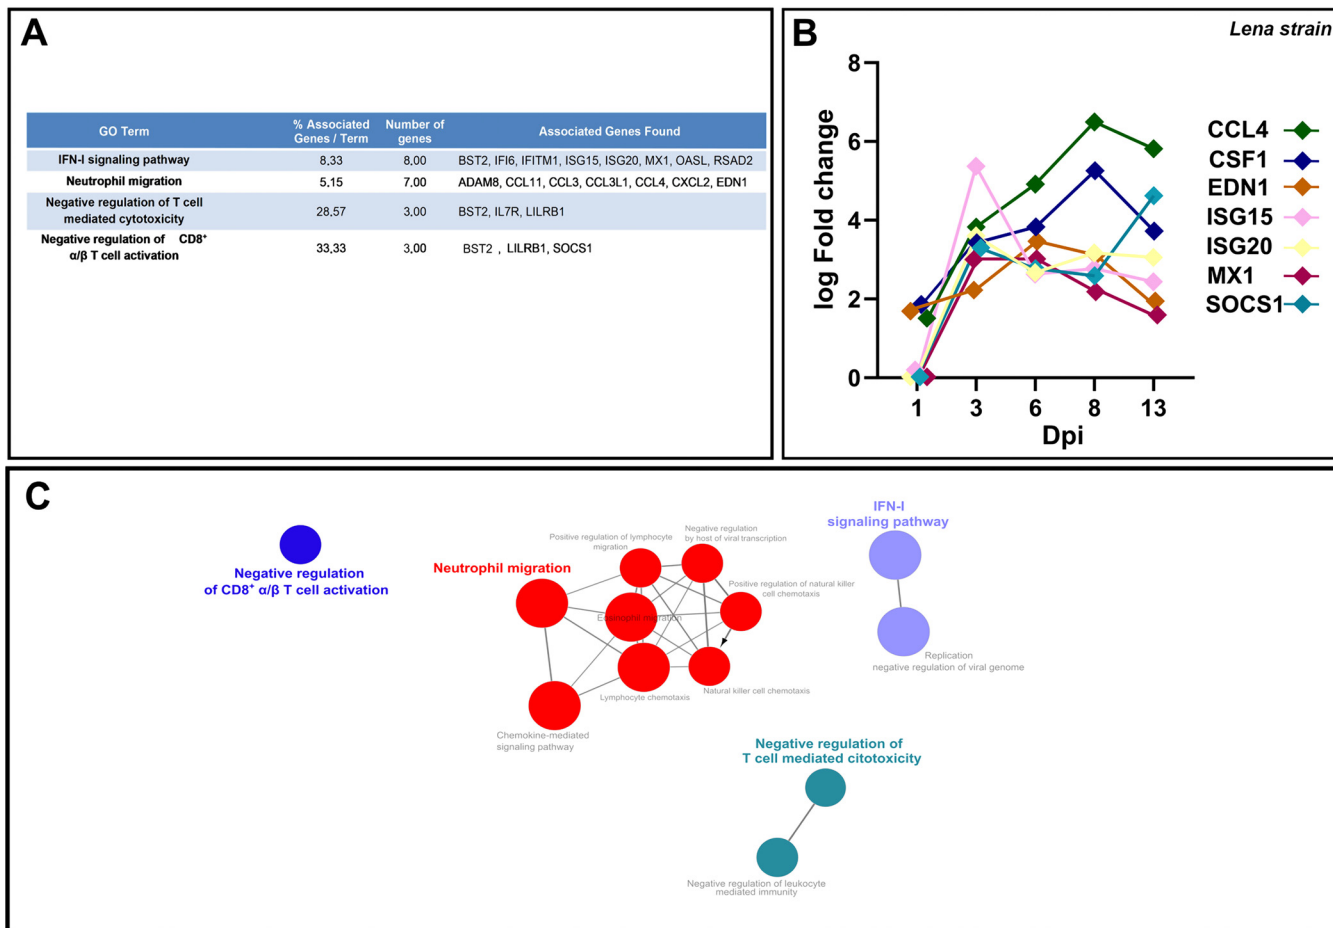 A
GO Term
% Associated
Genes / Term
Number of
genes
Associated Genes Found
IFN-I signaling pathway 8,33 8,00 BST2, IFI6, IFITM1, ISG15, ISG20, MX1, OASL, RSAD2
Neutrophil migration 5,15 7,00 ADAM8, CCL11, CCL3, CCL3L1, CCL4, CXCL2, EDN1
Negative regulation of T cell
mediated cytotoxicity
28,57 3,00 BST2, IL7R, LILRB1
Negative regulation of CD8⁺
α/β T cell activation
33,33 3,00 BST2 , LILRB1, SOCS1
B
Lena strain
log Fold change
8
6
4
2
0
1 3 6 8 13
Dpi
CCL4
CSF1
EDN1
ISG15
ISG20
MX1
SOCS1
C
Negative regulation
of CD8⁺ α/β T cell activation
Neutrophil migration
Positive regulation of lymphocyte
migration
Negative regulation
by host of viral transcription
Positive regulation of natural killer
cell chemotaxis
Eosinophil migration
Natural killer cell chemotaxis
Lymphocyte chemotaxis
Chemokine-mediated
signaling pathway
IFN-I
signaling pathway
Replication
negative regulation of viral genome
Negative regulation of
T cell mediated citotoxicity
Negative regulation of leukocyte
mediated immunity